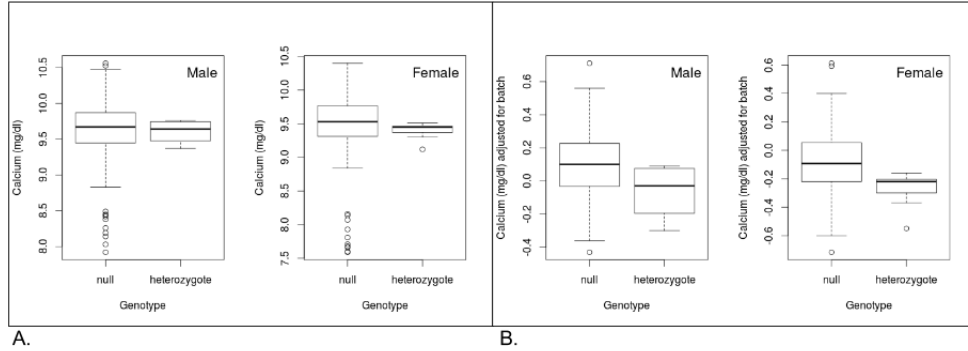 Male
Calcium (mg/dl)
8.0 8.5 9.0 9.5 10.0 10.5
null heterozygote
Genotype
Female
Calcium (mg/dl)
7.5 8.0 8.5 9.0 9.5 10.0 10.5
null heterozygote
Genotype
A.
Male
Calcium (mg/dl) adjusted for batch
-0.4 -0.2 0.0 0.2 0.4 0.6
null heterozygote
Genotype
Female
Calcium (mg/dl) adjusted for batch
-0.6 -0.4 -0.2 0.0 0.2 0.4 0.6
null heterozygote
Genotype
B.